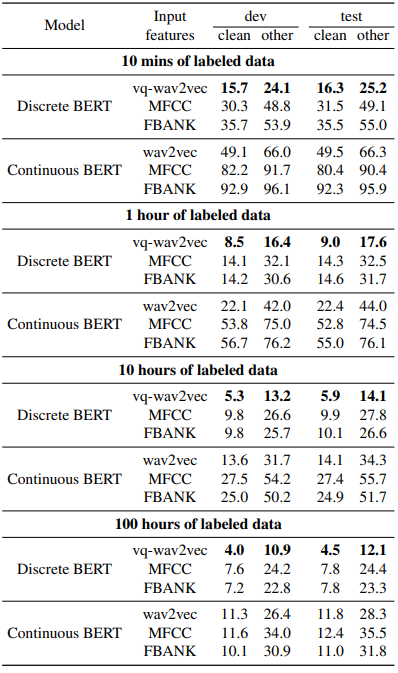 Model Input features dev test
clean other clean other
10 mins of labeled data
Discrete BERT vq-wav2vec 15.7 24.1 16.3 25.2
MFCC 30.3 48.8 31.5 49.1
FBANK 35.7 53.9 35.5 55.0
Continuous BERT wav2vec 49.1 66.0 49.5 66.3
MFCC 82.2 91.7 80.4 90.4
FBANK 92.9 96.1 92.3 95.9
1 hour of labeled data
Discrete BERT vq-wav2vec 8.5 16.4 9.0 17.6
MFCC 14.1 32.1 14.3 32.5
FBANK 14.2 30.6 14.6 31.7
Continuous BERT wav2vec 22.1 42.0 22.4 44.0
MFCC 53.8 75.0 52.8 74.5
FBANK 56.7 76.2 55.0 76.1
10 hours of labeled data
Discrete BERT vq-wav2vec 5.3 13.2 5.9 14.1
MFCC 9.8 26.6 9.9 27.8
FBANK 9.8 25.7 10.1 26.6
Continuous BERT wav2vec 13.6 31.7 14.1 34.3
MFCC 27.5 54.2 27.4 55.7
FBANK 25.0 50.2 24.9 51.7
100 hours of labeled data
Discrete BERT vq-wav2vec 4.0 10.9 4.5 12.1
MFCC 7.6 24.2 7.8 24.4
FBANK 7.2 22.8 7.8 23.3
Continuous BERT wav2vec 11.3 26.4 11.8 28.3
MFCC 11.6 34.0 12.4 35.5
FBANK 10.1 30.9 11.0 31.8